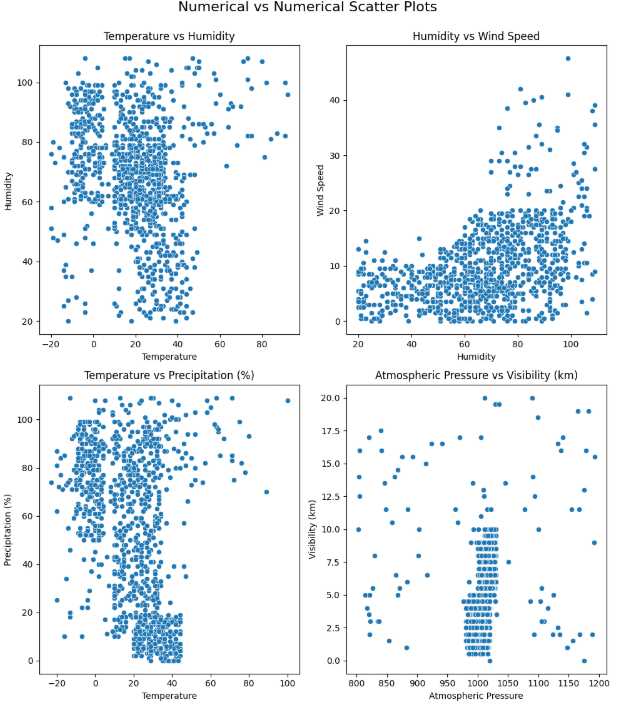 Numerical vs Numerical Scatter Plots
Temperature vs Humidity
Humidity
100
80
60
40
20
−20 0 20 40 60 80
Temperature
Humidity vs Wind Speed
Wind Speed
40
30
20
10
0
20 40 60 80 100
Humidity
Temperature vs Precipitation (%)
Precipitation (%)
100
80
60
40
20
0
−20 0 20 40 60 80 100
Temperature
Atmospheric Pressure vs Visibility (km)
Visibility (km)
20.0
17.5
15.0
12.5
10.0
7.5
5.0
2.5
0.0
800 850 900 950 1000 1050 1100 1150 1200
Atmospheric Pressure